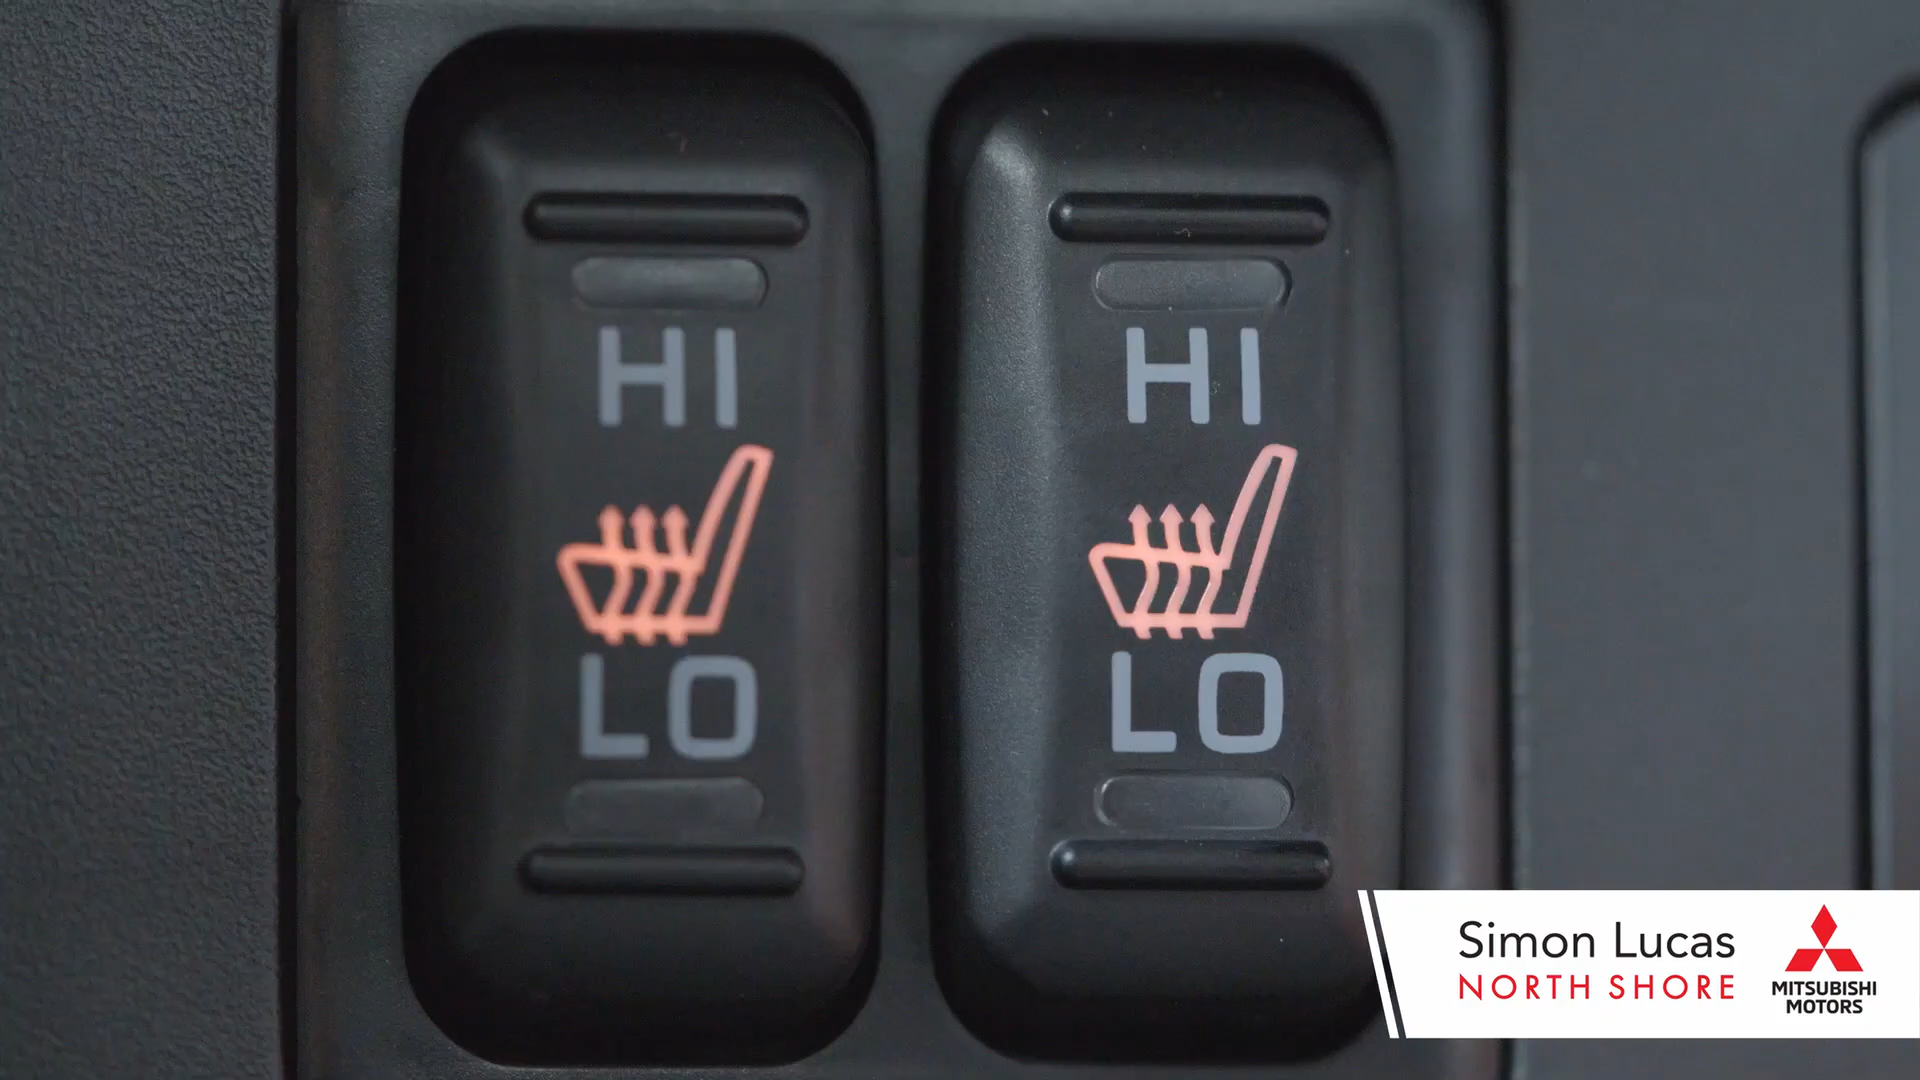 HI
HI
LO
LO
Simon Lucas
NORTH SHORE
MITSUBISHI
MOTORS